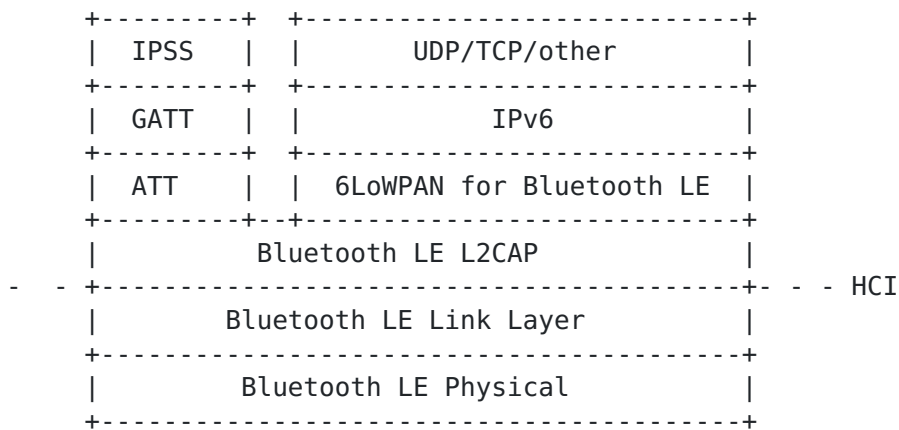 IPSS UDP/TCP/other
GATT IPv6
ATT 6LoWPAN for Bluetooth LE
Bluetooth LE L2CAP
HCI
Bluetooth LE Link Layer
Bluetooth LE Physical